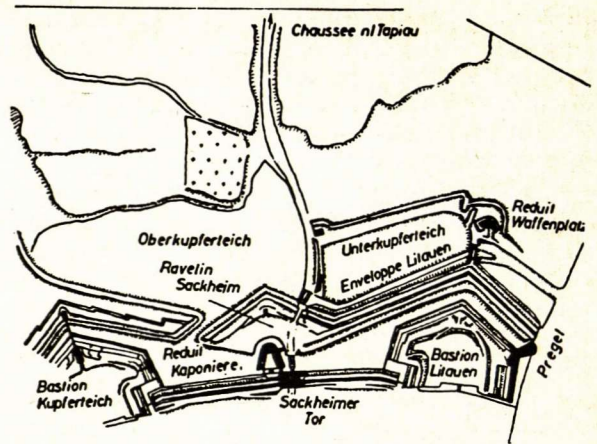 Chaussee nl Tapiau
Reduit
Waffenplatz
Oberkupferteich
Unterkupferteich
Enveloppe Litauen
Ravelin
Sackheim
Reduit
Kaponiere.
Bastion
Litauen
Pregel
Bastion
Kupferteich
Sackheimer
Tor